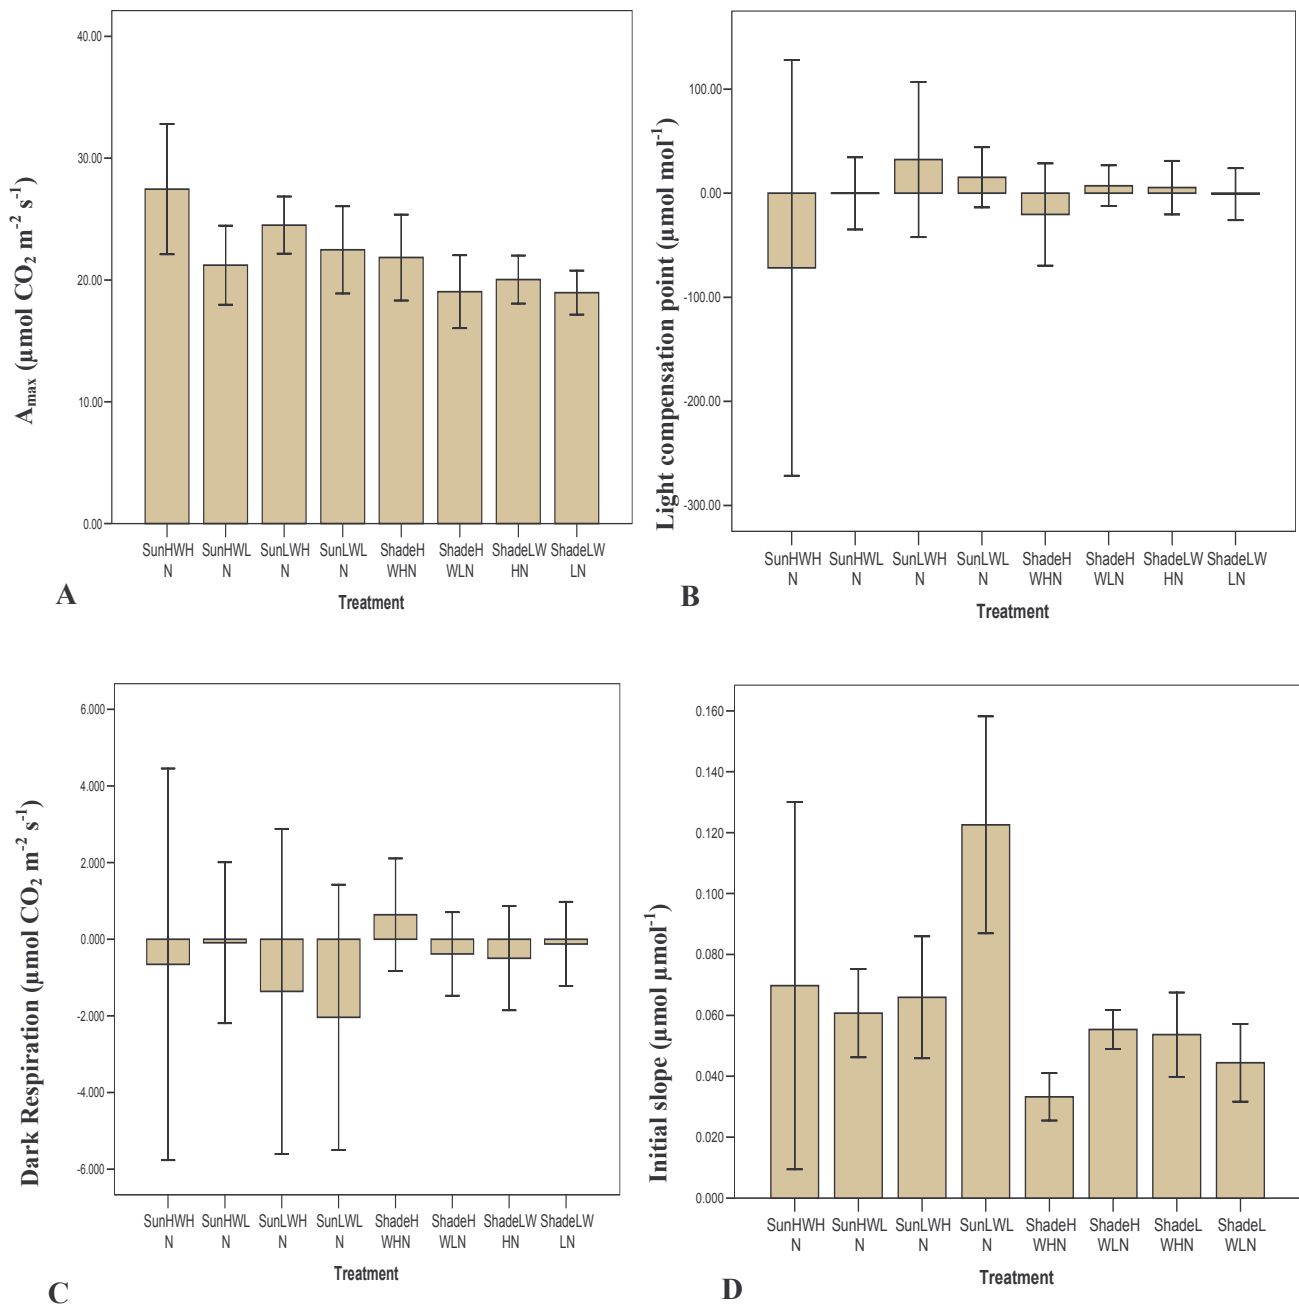 A_max (µmol CO₂ m⁻² s⁻¹)
40.00
30.00
20.00
10.00
0.00
SunHWH SunHWL SunLWH SunLWL ShadeH ShadeH ShadeLW ShadeLW
N N N N WHN WLN HN LN
Treatment
A
Light compensation point (µmol mol⁻¹)
100.00
0.00
-100.00
-200.00
-300.00
SunHWH SunHWL SunLWH SunLWL ShadeH ShadeH ShadeLW ShadeLW
N N N N WHN WLN HN LN
Treatment
B
Dark Respiration (µmol CO₂ m⁻² s⁻¹)
6.000
4.000
2.000
0.000
-2.000
-4.000
-6.000
SunHWH SunHWL SunLWH SunLWL ShadeH ShadeH ShadeLW ShadeLW
N N N N WHN WLN HN LN
Treatment
C
Initial slope (µmol µmol⁻¹)
0.160
0.140
0.120
0.100
0.080
0.060
0.040
0.020
0.000
SunHWH SunHWL SunLWH SunLWL ShadeH ShadeH ShadeL ShadeL
N N N N WHN WLN WHN WLN
Treatment
D